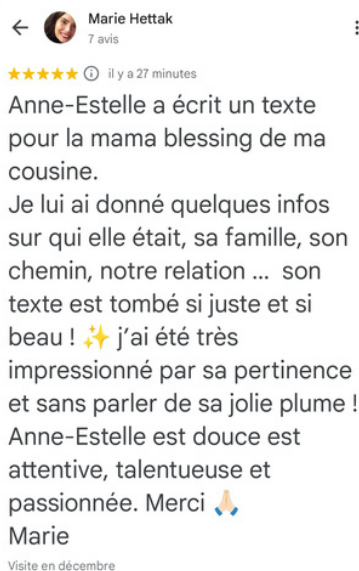 Marie Hettak
7 avis
il y a 27 minutes
Anne-Estelle a écrit un texte
pour la mama blessing de ma
cousine.
Je lui ai donné quelques infos
sur qui elle était, sa famille, son
chemin, notre relation ... son
texte est tombé si juste et si
beau ! ✨ j’ai été très
impressionné par sa pertinence
et sans parler de sa jolie plume !
Anne-Estelle est douce est
attentive, talentueuse et
passionnée. Merci 🙏🏻
Marie
Visite en décembre